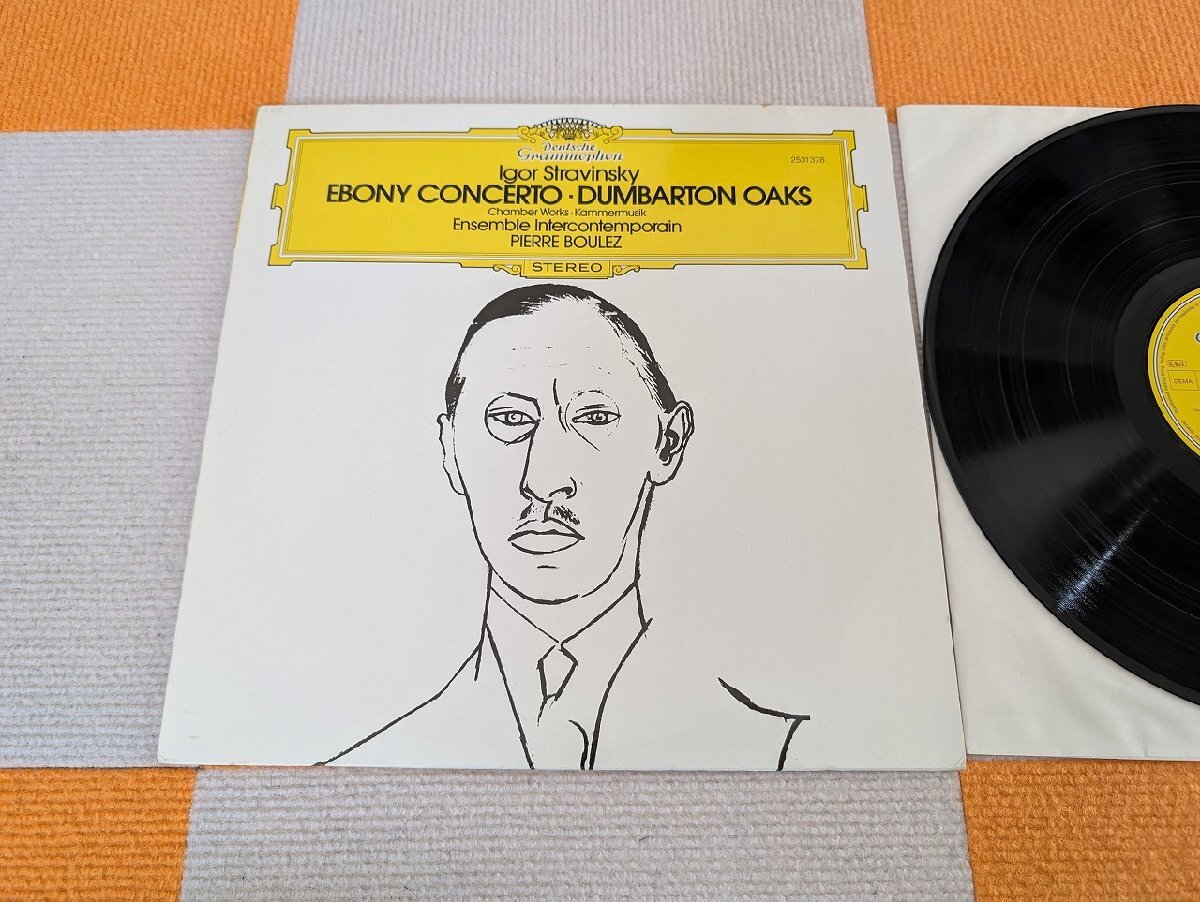 Deutsche
Grammophon
2531 378
Igor Stravinsky
EBONY CONCERTO · DUMBARTON OAKS
Chamber Works · Kammermusik
Ensemble Intercontemporain
PIERRE BOULEZ
STEREO
GEMA